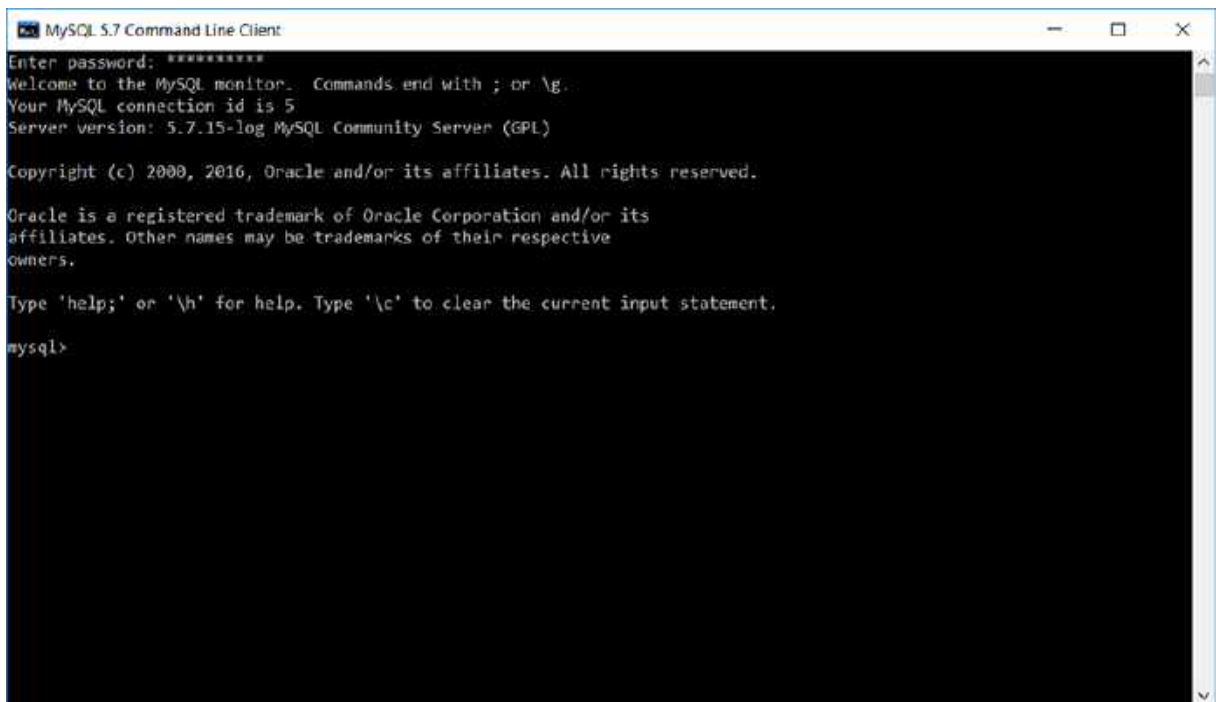 MySQL 5.7 Command Line Client
Enter password: **********
Welcome to the MySQL monitor.  Commands end with ; or \g.
Your MySQL connection id is 5
Server version: 5.7.15-log MySQL Community Server (GPL)
Copyright (c) 2000, 2016, Oracle and/or its affiliates. All rights reserved.
Oracle is a registered trademark of Oracle Corporation and/or its
affiliates. Other names may be trademarks of their respective
owners.
Type 'help;' or '\h' for help. Type '\c' to clear the current input statement.
mysql>